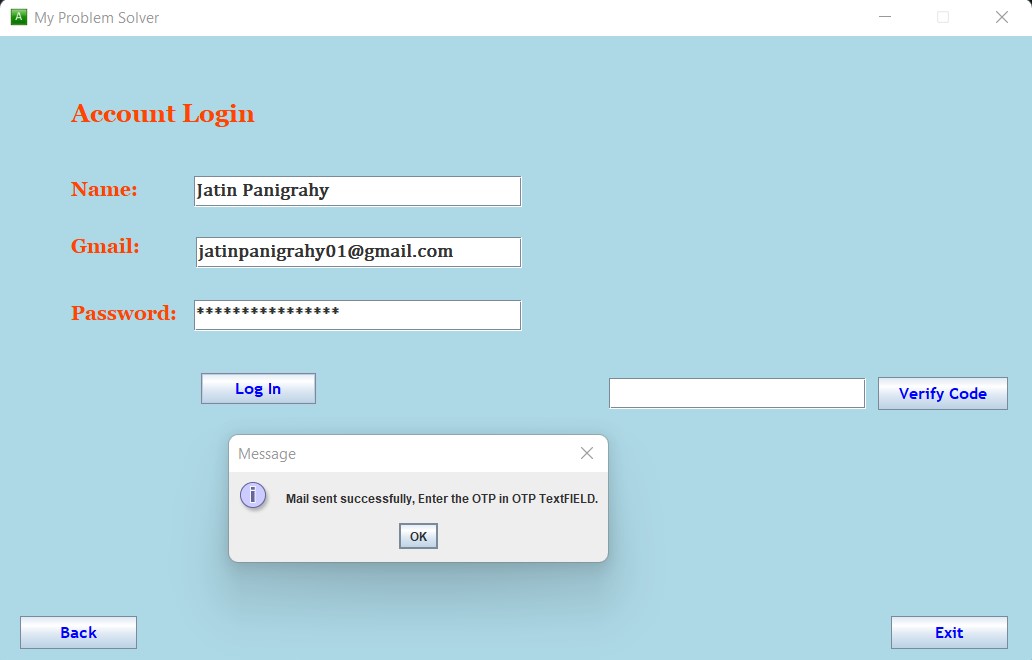 A My Problem Solver
Account Login
Name: Jatin Panigrahy
Gmail: jatinpanigrahy01@gmail.com
Password: ****************
Log In
Verify Code
Message
Mail sent successfully, Enter the OTP in OTP TextFIELD.
OK
Back
Exit